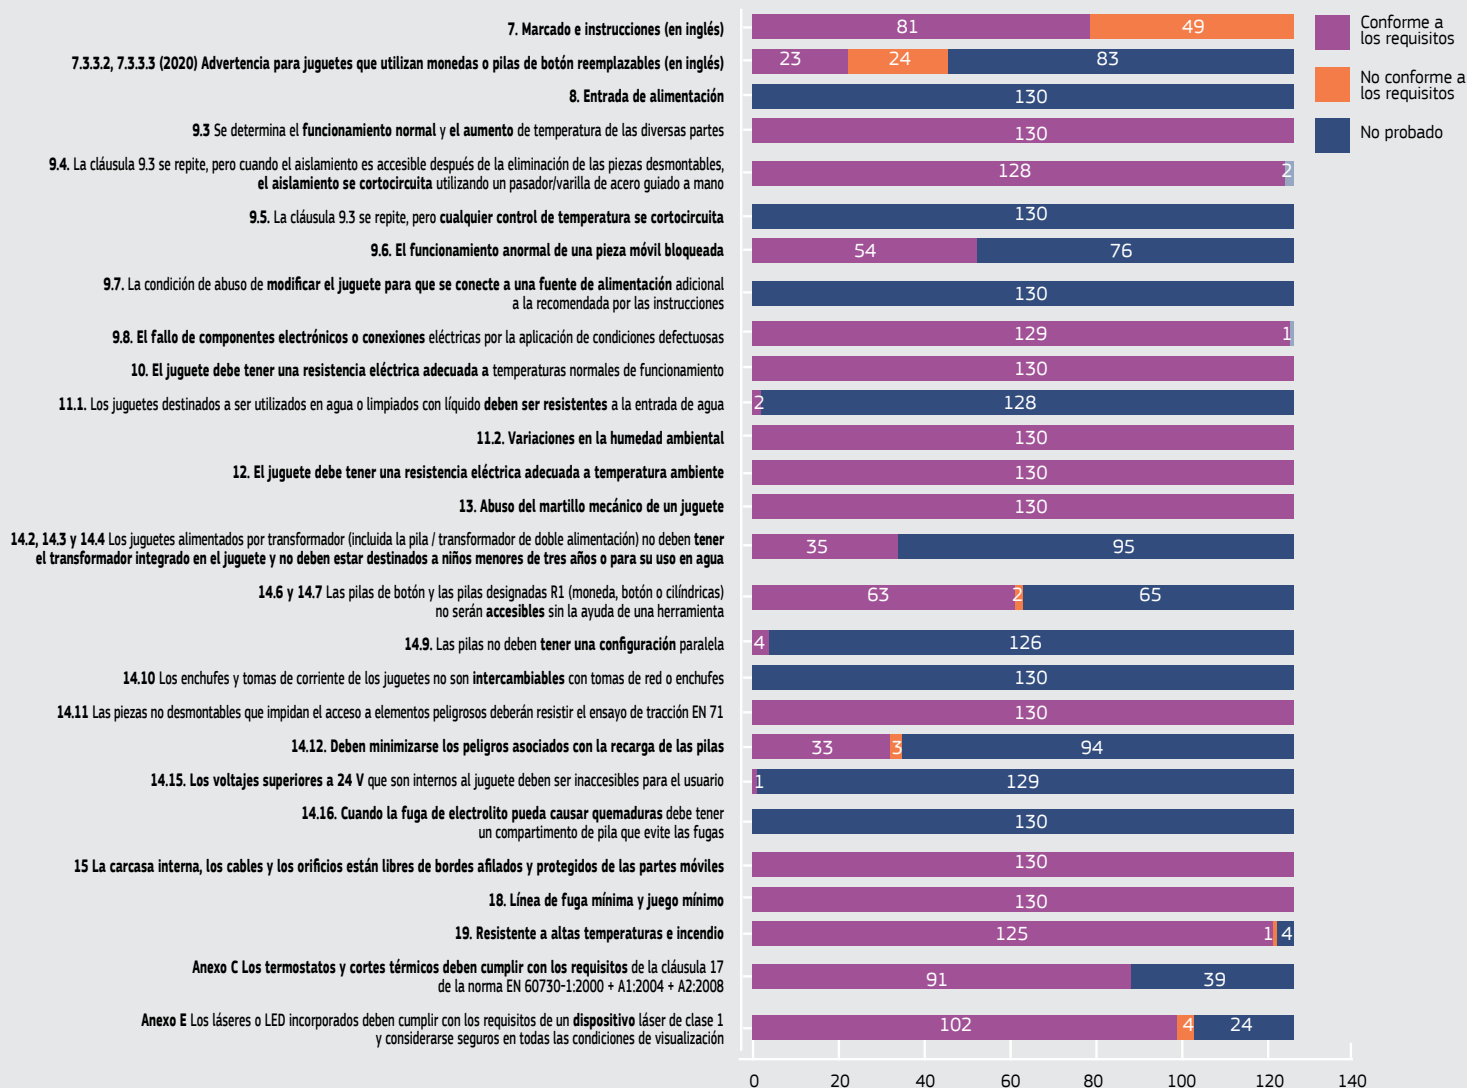 7. Marcado e instrucciones (en inglés)
81 49
7.3.3.2, 7.3.3.3 (2020) Advertencia para juguetes que utilizan monedas o pilas de botón reemplazables (en inglés)
23 24 83
8. Entrada de alimentación
130
9.3 Se determina el funcionamiento normal y el aumento de temperatura de las diversas partes
130
9.4. La cláusula 9.3 se repite, pero cuando el aislamiento es accesible después de la eliminación de las piezas desmontables,
el aislamiento se cortocircuita utilizando un pasador/varilla de acero guiado a mano
128 2
9.5. La cláusula 9.3 se repite, pero cualquier control de temperatura se cortocircuita
130
9.6. El funcionamiento anormal de una pieza móvil bloqueada
54 76
9.7. La condición de abuso de modificar el juguete para que se conecte a una fuente de alimentación adicional
a la recomendada por las instrucciones
130
9.8. El fallo de componentes electrónicos o conexiones eléctricas por la aplicación de condiciones defectuosas
129 1
10. El juguete debe tener una resistencia eléctrica adecuada a temperaturas normales de funcionamiento
130
11.1. Los juguetes destinados a ser utilizados en agua o limpiados con líquido deben ser resistentes a la entrada de agua
2 128
11.2. Variaciones en la humedad ambiental
130
12. El juguete debe tener una resistencia eléctrica adecuada a temperatura ambiente
130
13. Abuso del martillo mecánico de un juguete
130
14.2, 14.3 y 14.4 Los juguetes alimentados por transformador (incluida la pila / transformador de doble alimentación) no deben tener
el transformador integrado en el juguete y no deben estar destinados a niños menores de tres años o para su uso en agua
35 95
14.6 y 14.7 Las pilas de botón y las pilas designadas R1 (moneda, botón o cilíndricas)
no serán accesibles sin la ayuda de una herramienta
63 2 65
14.9. Las pilas no deben tener una configuración paralela
4 126
14.10 Los enchufes y tomas de corriente de los juguetes no son intercambiables con tomas de red o enchufes
130
14.11 Las piezas no desmontables que impidan el acceso a elementos peligrosos deberán resistir el ensayo de tracción EN 71
130
14.12. Deben minimizarse los peligros asociados con la recarga de las pilas
33 3 94
14.15. Los voltajes superiores a 24 V que son internos al juguete deben ser inaccesibles para el usuario
1 129
14.16. Cuando la fuga de electrolito pueda causar quemaduras debe tener
un compartimento de pila que evite las fugas
130
15 La carcasa interna, los cables y los orificios están libres de bordes afilados y protegidos de las partes móviles
130
18. Línea de fuga mínima y juego mínimo
130
19. Resistente a altas temperaturas e incendio
125 1 4
Anexo C Los termostatos y cortes térmicos deben cumplir con los requisitos de la cláusula 17
de la norma EN 60730-1:2000 + A1:2004 + A2:2008
91 39
Anexo E Los láseres o LED incorporados deben cumplir con los requisitos de un dispositivo láser de clase 1
y considerarse seguros en todas las condiciones de visualización
102 4 24
0 20 40 60 80 100 120 140
Conforme a
los requisitos
No conforme a
los requisitos
No probado